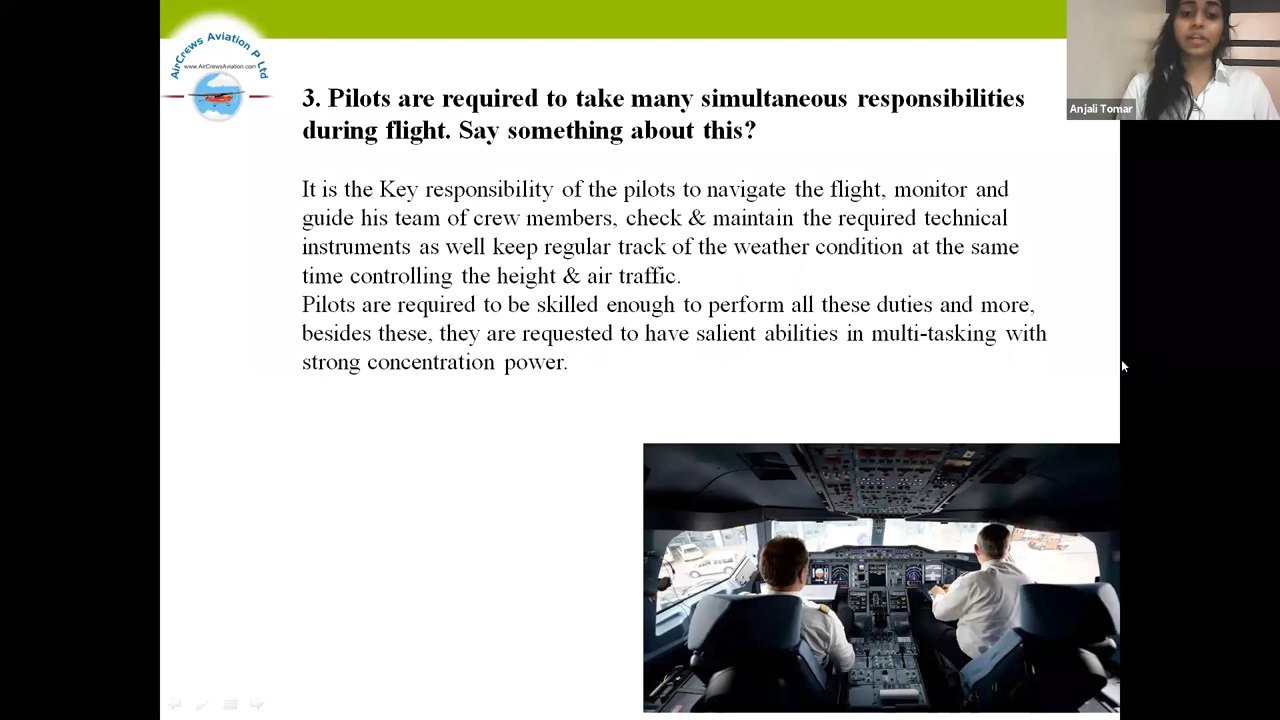 AirCrews Aviation P Ltd
www.AirCrewsAviation.com
Anjali Tomar
3. Pilots are required to take many simultaneous responsibilities
during flight. Say something about this?
It is the Key responsibility of the pilots to navigate the flight, monitor and
guide his team of crew members, check & maintain the required technical
instruments as well keep regular track of the weather condition at the same
time controlling the height & air traffic.
Pilots are required to be skilled enough to perform all these duties and more,
besides these, they are requested to have salient abilities in multi-tasking with
strong concentration power.